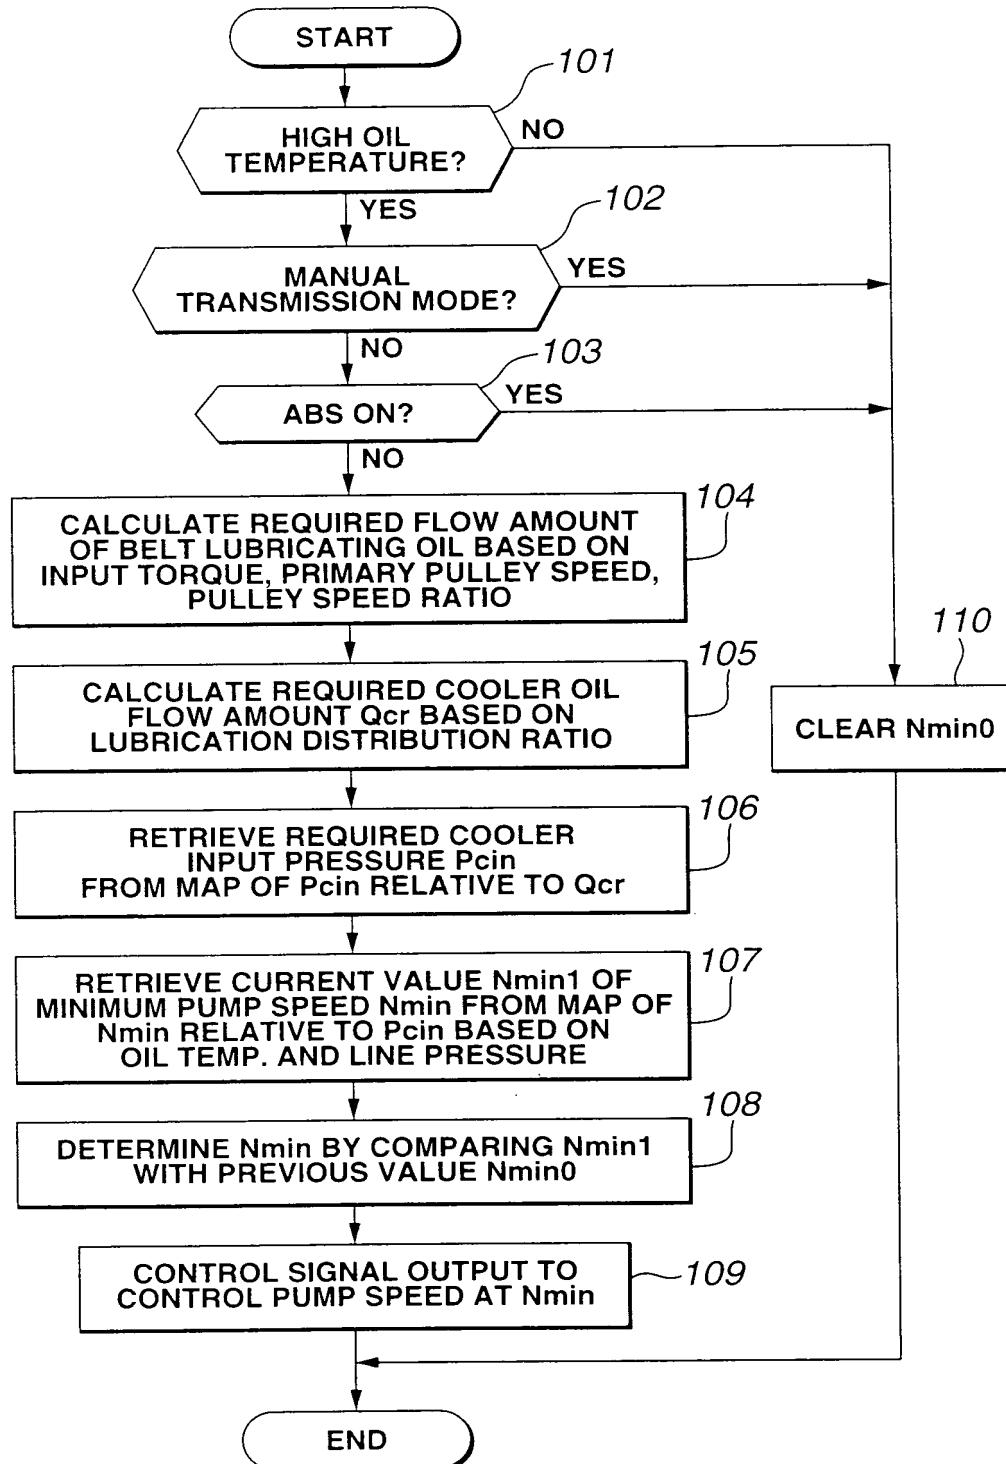 START
101
HIGH OIL
TEMPERATURE?
NO
YES
102
MANUAL
TRANSMISSION MODE?
YES
NO
103
ABS ON?
YES
NO
104
CALCULATE REQUIRED FLOW AMOUNT
OF BELT LUBRICATING OIL BASED ON
INPUT TORQUE, PRIMARY PULLEY SPEED,
PULLEY SPEED RATIO
105
CALCULATE REQUIRED COOLER OIL
FLOW AMOUNT Qcr BASED ON
LUBRICATION DISTRIBUTION RATIO
110
CLEAR Nmin0
106
RETRIEVE REQUIRED COOLER
INPUT PRESSURE Pcin
FROM MAP OF Pcin RELATIVE TO Qcr
107
RETRIEVE CURRENT VALUE Nmin1 OF
MINIMUM PUMP SPEED Nmin FROM MAP OF
Nmin RELATIVE TO Pcin BASED ON
OIL TEMP. AND LINE PRESSURE
108
DETERMINE Nmin BY COMPARING Nmin1
WITH PREVIOUS VALUE Nmin0
CONTROL SIGNAL OUTPUT TO
CONTROL PUMP SPEED AT Nmin
109
END